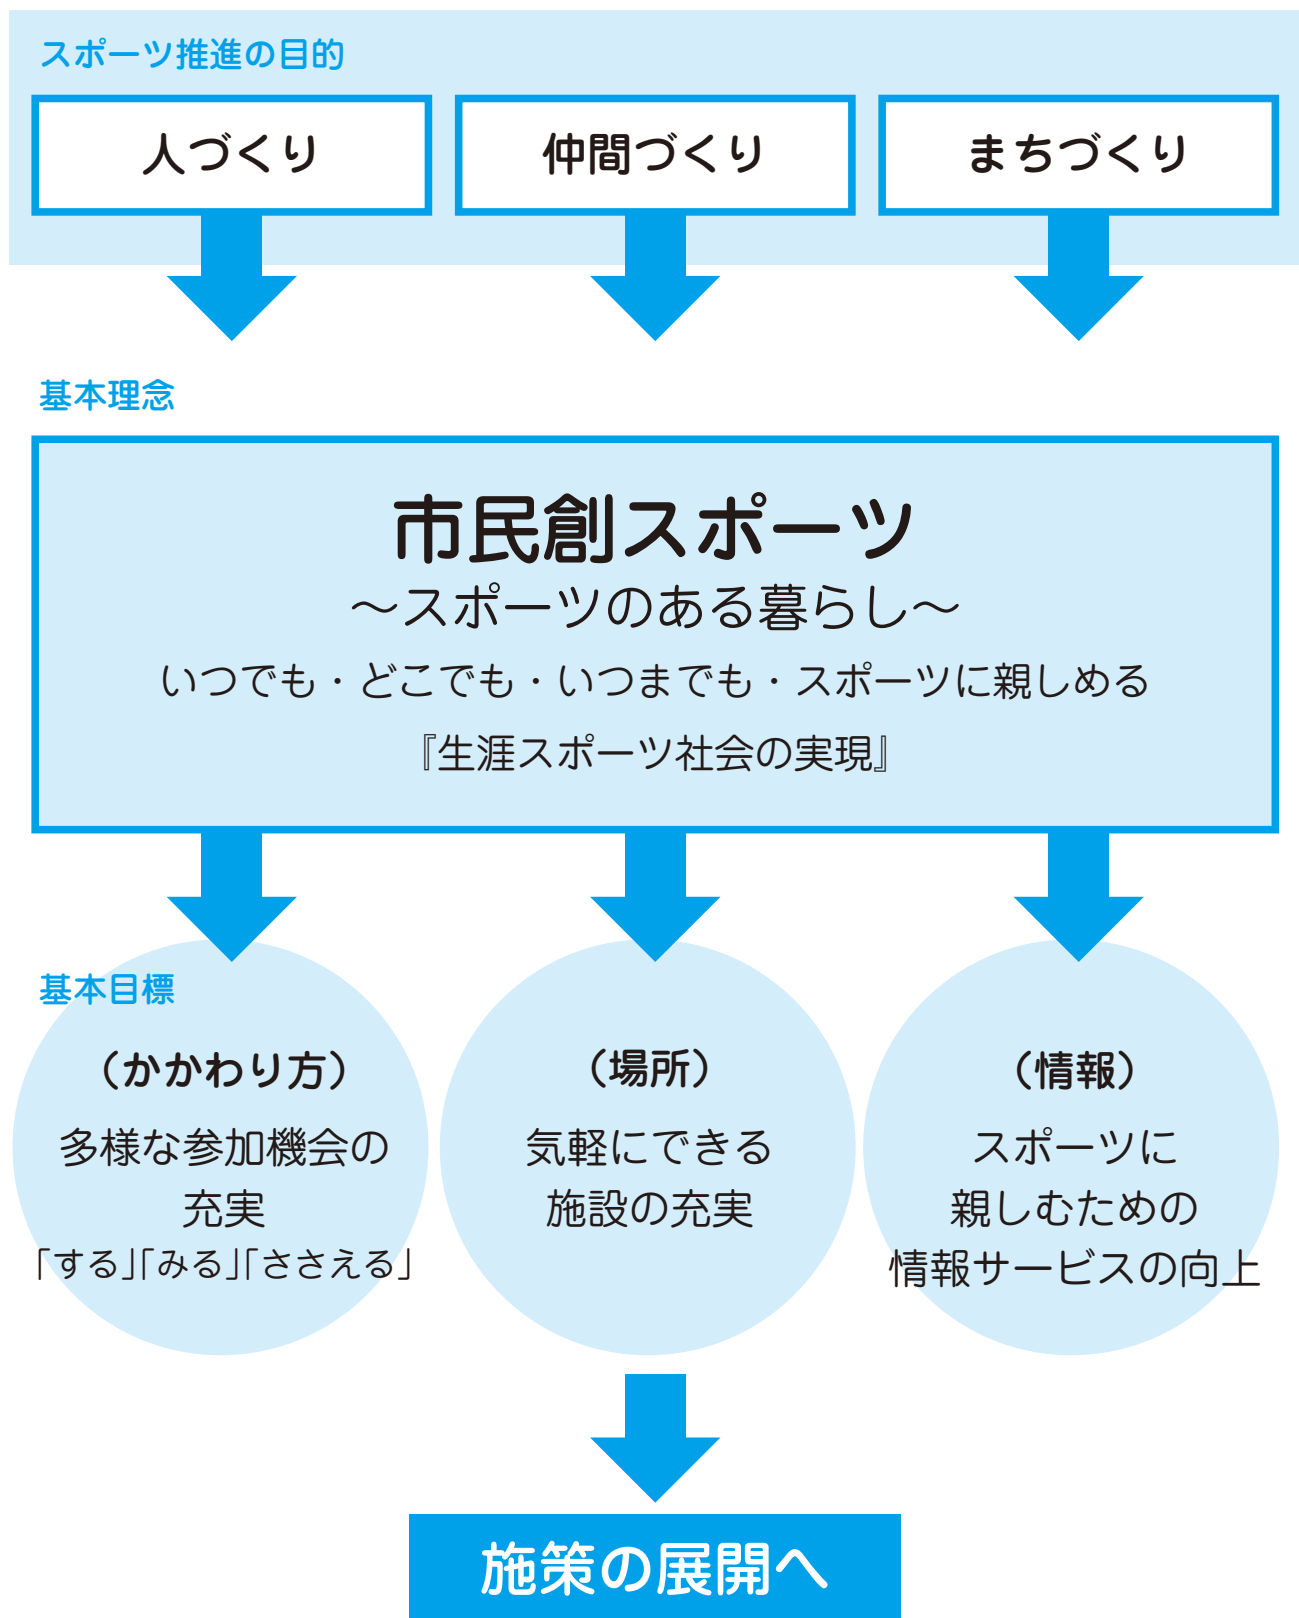 スポーツ推進の目的
人づくり
仲間づくり
まちづくり
基本理念
市民創スポーツ
～スポーツのある暮らし～
いつでも・どこでも・いつまでも・スポーツに親しめる
『生涯スポーツ社会の実現』
基本目標
（かかわり方）
多様な参加機会の
充実
「する」「みる」「ささえる」
（場所）
気軽にできる
施設の充実
（情報）
スポーツに
親しむための
情報サービスの向上
施策の展開へ